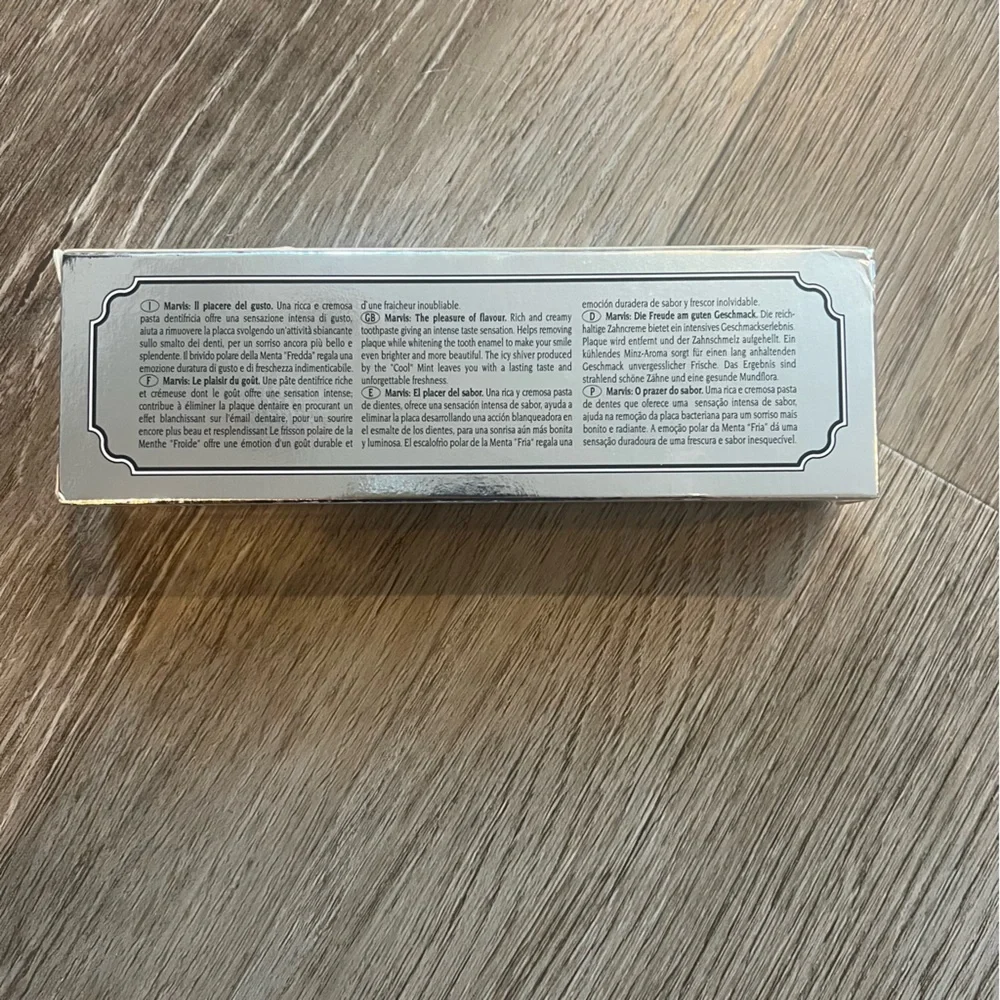 I Marvis: Il piacere del gusto. Una ricca e cremosa
pasta dentifricia offre una sensazione intensa di gusto,
aiuta a rimuovere la placca svolgendo un'attività sbiancante
sullo smalto dei denti, per un sorriso ancora più bello e
splendente. Il brivido polare della Menta "Fredda" regala una
emozione duratura di gusto e di freschezza indimenticabile.
F Marvis: Le plaisir du goût. Une pâte dentifrice riche
et crémeuse dont le goût offre une sensation intense;
contribue à éliminer la plaque dentaire en procurant un
effet blanchissant sur l'émail dentaire, pour un sourire
encore plus beau et resplendissant Le frisson polaire de la
Menthe "Froide" offre une émotion d'un goût durable et
d'une fraicheur inoubliable.
GB Marvis: The pleasure of flavour. Rich and creamy
toothpaste giving an intense taste sensation. Helps removing
plaque while whitening the tooth enamel to make your smile
even brighter and more beautiful. The icy shiver produced
by the "Cool" Mint leaves you with a lasting taste and
unforgettable freshness.
E Marvis: El placer del sabor. Una rica y cremosa pasta
de dientes, ofrece una sensación intensa de sabor, ayuda a
eliminar la placa desarrollando una acción blanqueadora en
el esmalte de los dientes, para una sonrisa aún más bonita
y luminosa. El escalofrio polar de la Menta "Fria" regala una
emoción duradera de sabor y frescor inolvidable.
D Marvis: Die Freude am guten Geschmack. Die reich-
haltige Zahncreme bietet ein intensives Geschmackserlebnis.
Plaque wird entfernt und der Zahnschmelz aufgehellt. Ein
kühlendes Minz-Aroma sorgt für einen lang anhaltenden
Geschmack unvergesslicher Frische. Das Ergebnis sind
strahlend schöne Zähne und eine gesunde Mundflora.
P Marvis: O prazer do sabor. Uma rica e cremosa pasta
de dentes que oferece uma sensação intensa de sabor,
ajuda na remoção da placa bacteriana para um sorriso mais
bonito e radiante. A emoção polar da Menta "Fria" dá uma
sensação duradoura de uma frescura e sabor inesquecível.